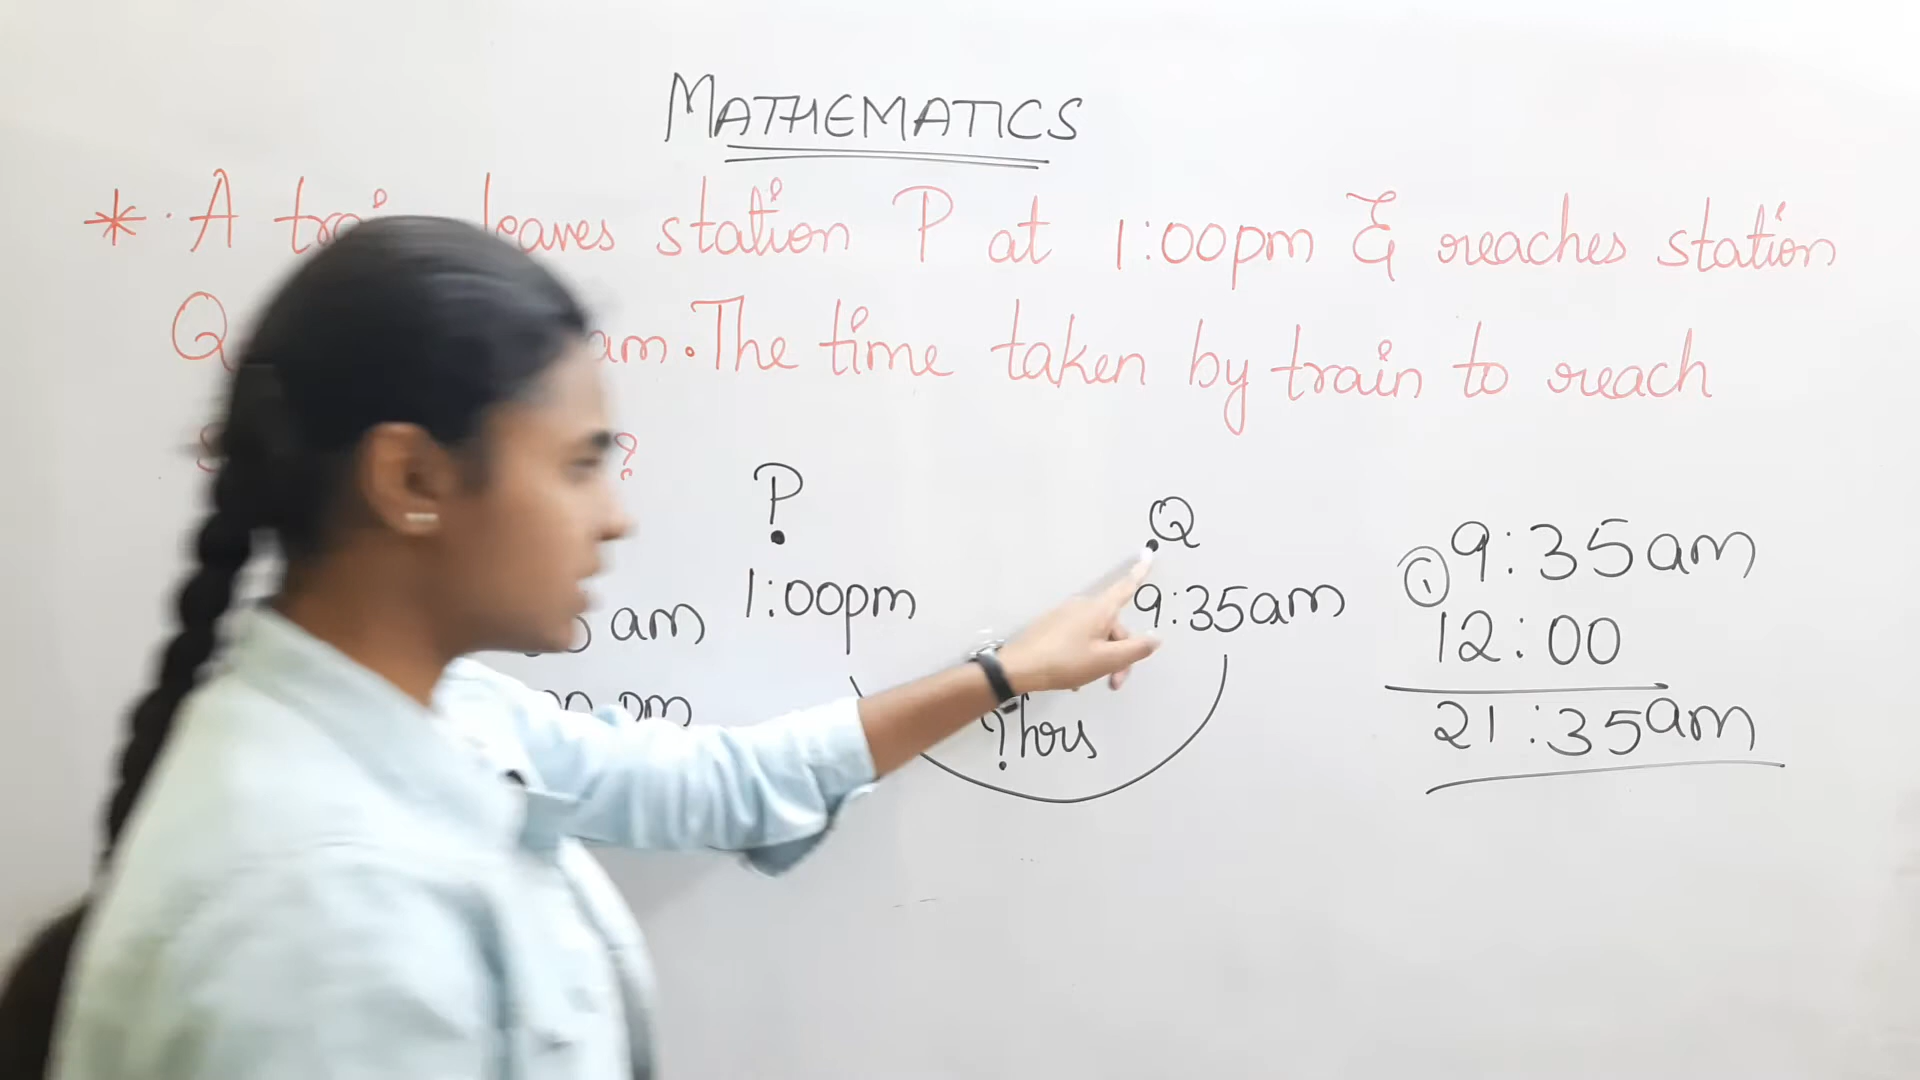 MATHEMATICS
* . A leaves station P at 1:00pm & reaches station
Q am. The time taken by train to reach
?
P
1:00pm
Q
9:35am
? hrs
am
pm
① 9:35am
12:00
21:35am